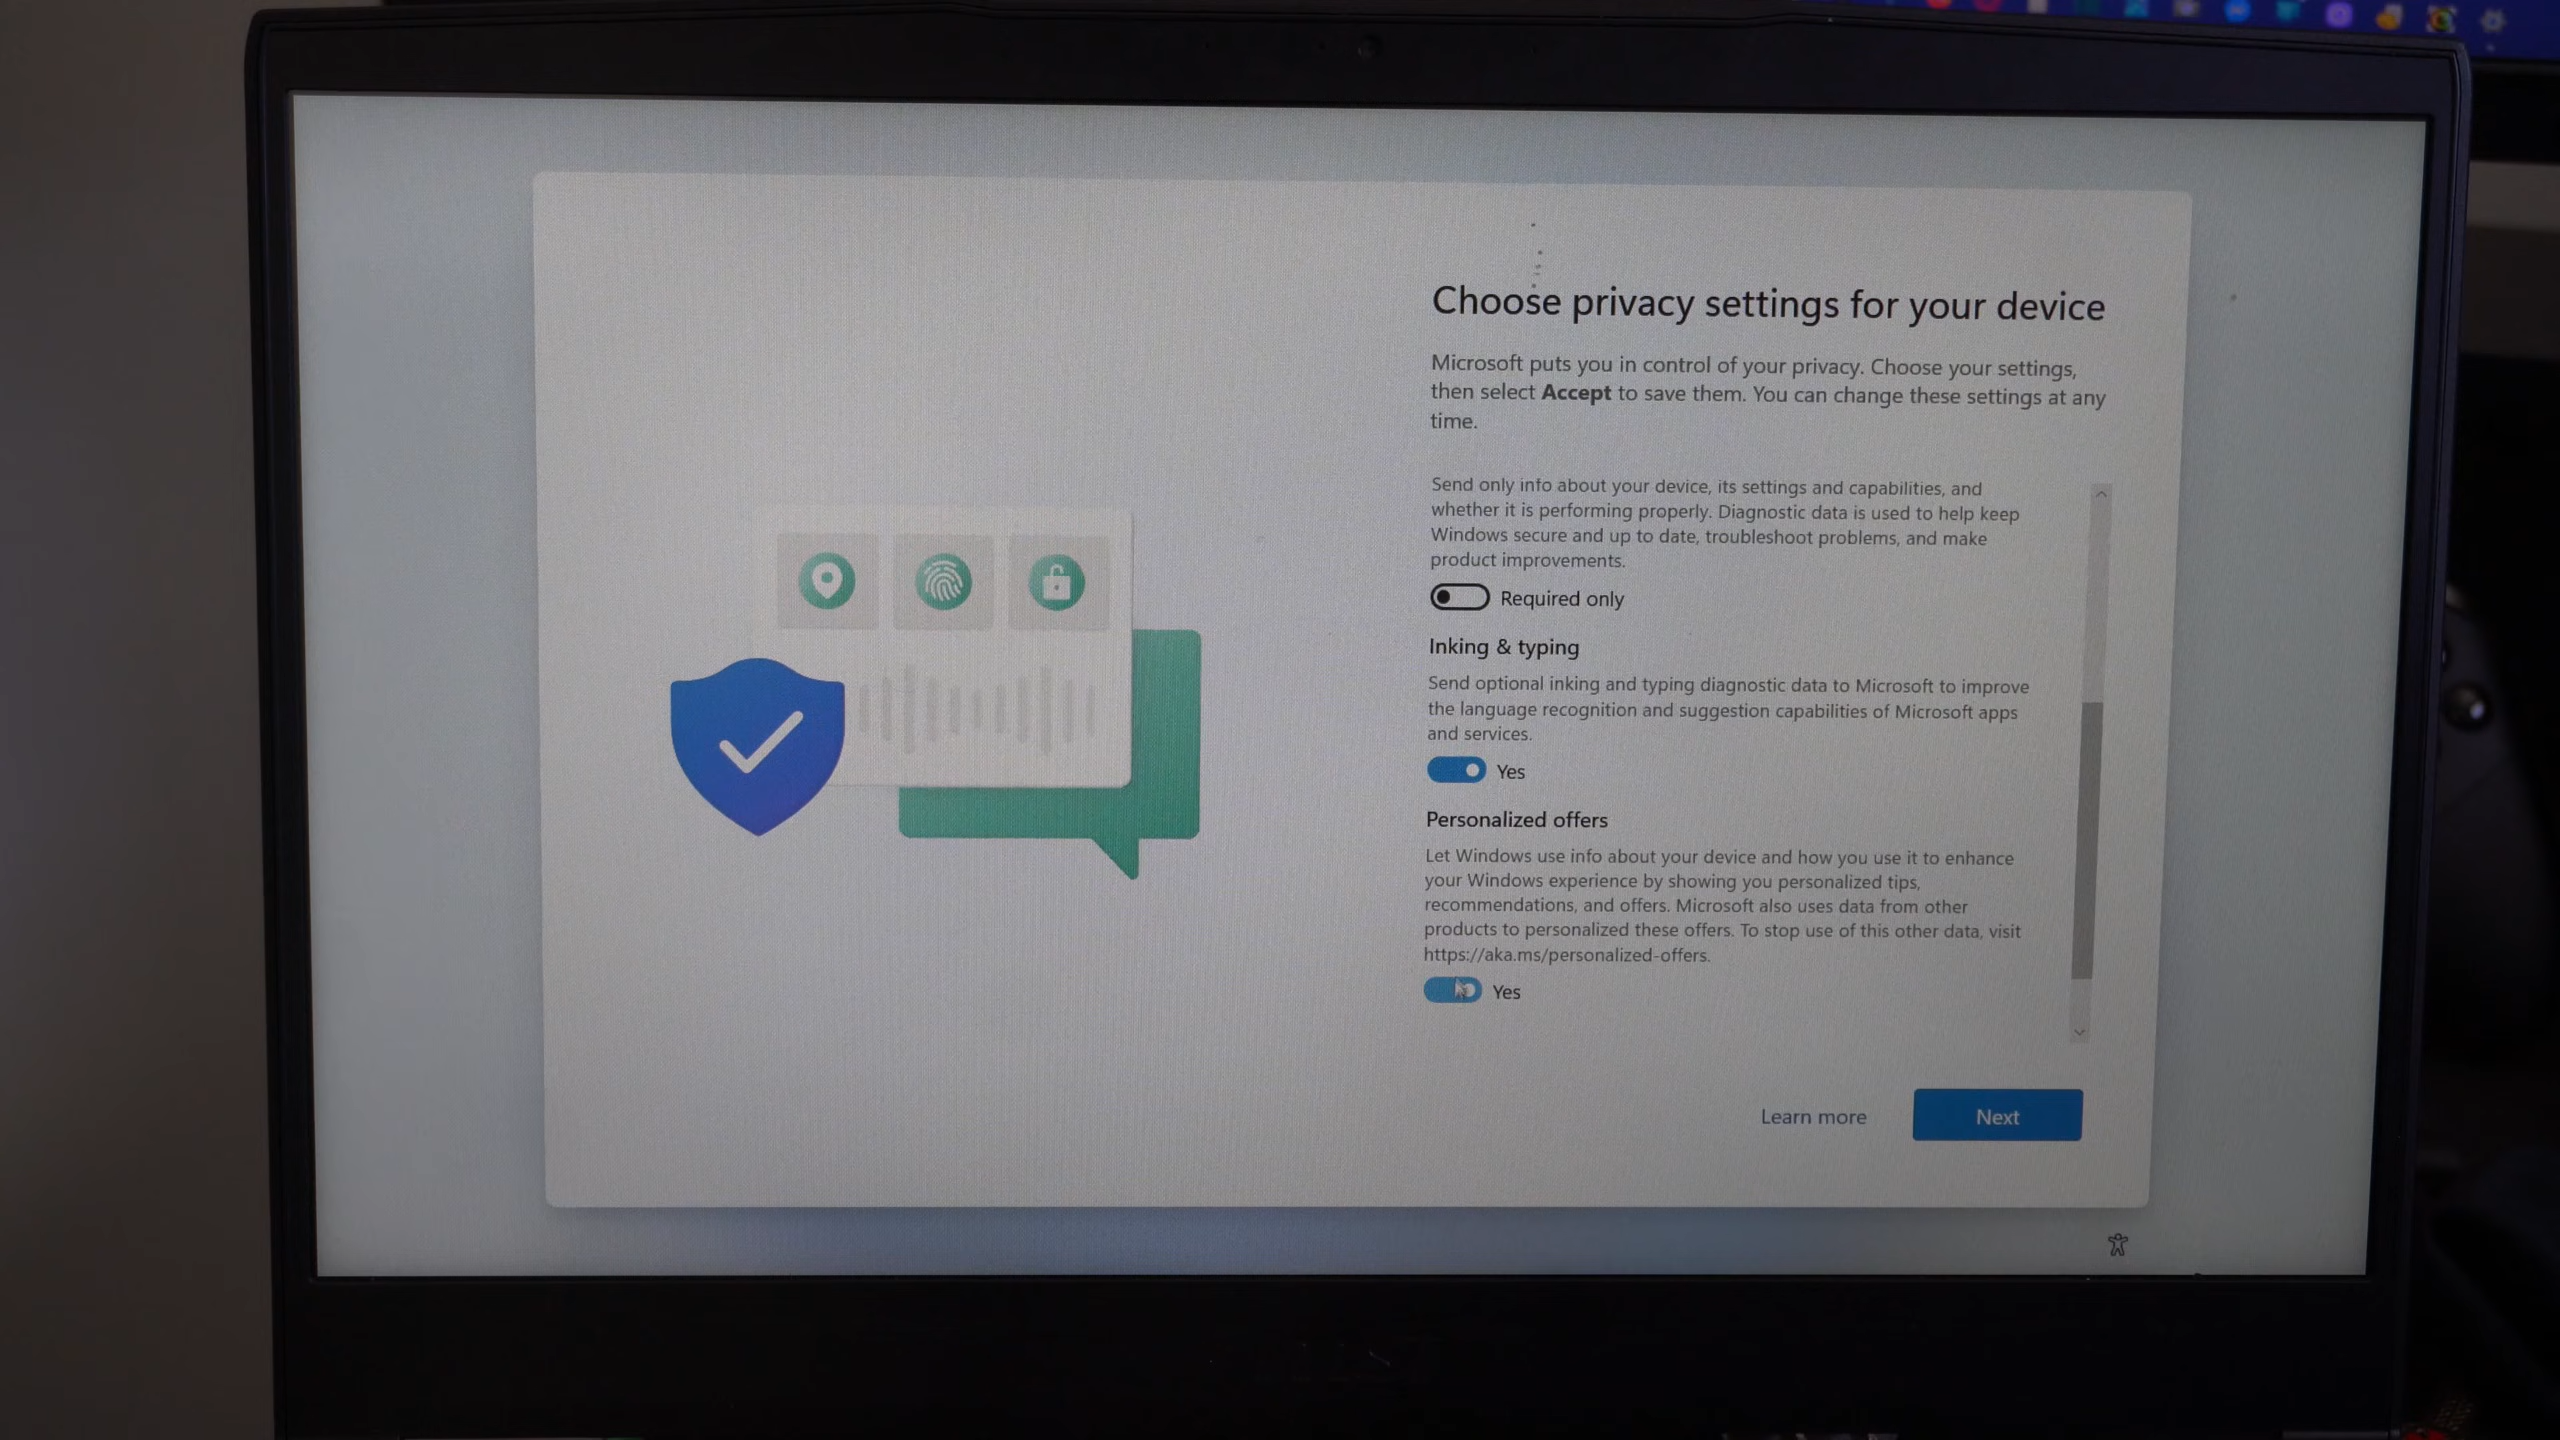 Choose privacy settings for your device
Microsoft puts you in control of your privacy. Choose your settings,
then select Accept to save them. You can change these settings at any
time.
Send only info about your device, its settings and capabilities, and
whether it is performing properly. Diagnostic data is used to help keep
Windows secure and up to date, troubleshoot problems, and make
product improvements.
Required only
Inking & typing
Send optional inking and typing diagnostic data to Microsoft to improve
the language recognition and suggestion capabilities of Microsoft apps
and services.
Yes
Personalized offers
Let Windows use info about your device and how you use it to enhance
your Windows experience by showing you personalized tips,
recommendations, and offers. Microsoft also uses data from other
products to personalized these offers. To stop use of this other data, visit
https://aka.ms/personalized-offers.
Yes
Learn more
Next